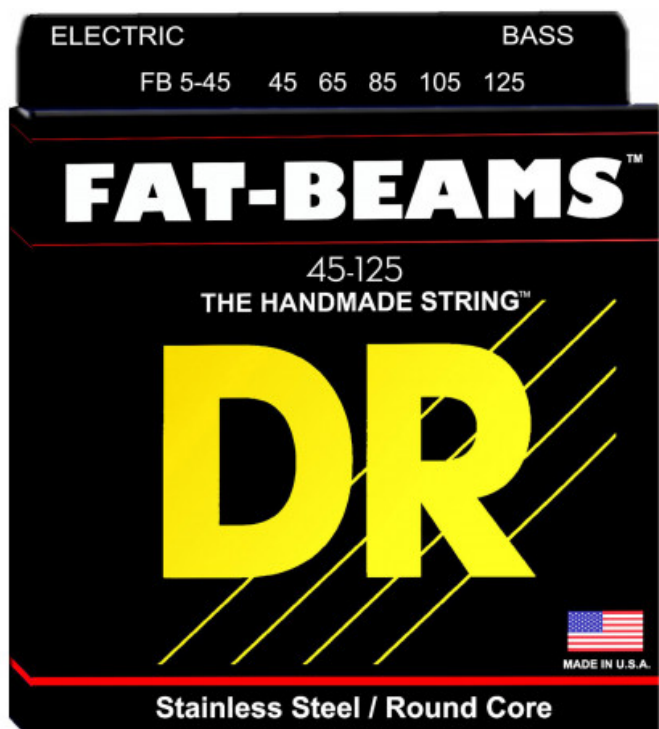 ELECTRIC BASS
FB 5-45 45 65 85 105 125
FAT-BEAMS™
45-125
THE HANDMADE STRING™
DR
MADE IN U.S.A.
Stainless Steel / Round Core